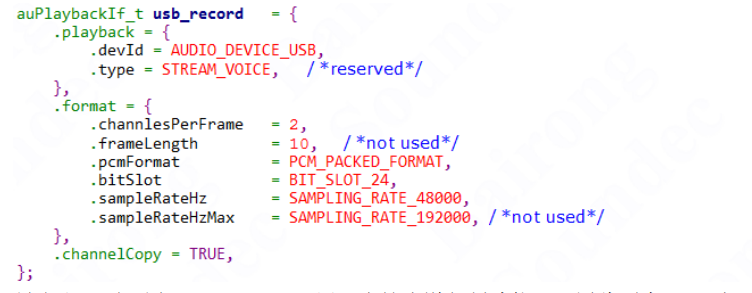 auPlaybackIf_t usb_record = {
.playback = {
.devId = AUDIO_DEVICE_USB,
.type = STREAM_VOICE, /*reserved*/
},
.format = {
.channlesPerFrame = 2,
.frameLength = 10, /*not used*/
.pcmFormat = PCM_PACKED_FORMAT,
.bitSlot = BIT_SLOT_24,
.sampleRateHz = SAMPLING_RATE_48000,
.sampleRateHzMax = SAMPLING_RATE_192000, /*not used*/
},
.channelCopy = TRUE,
};